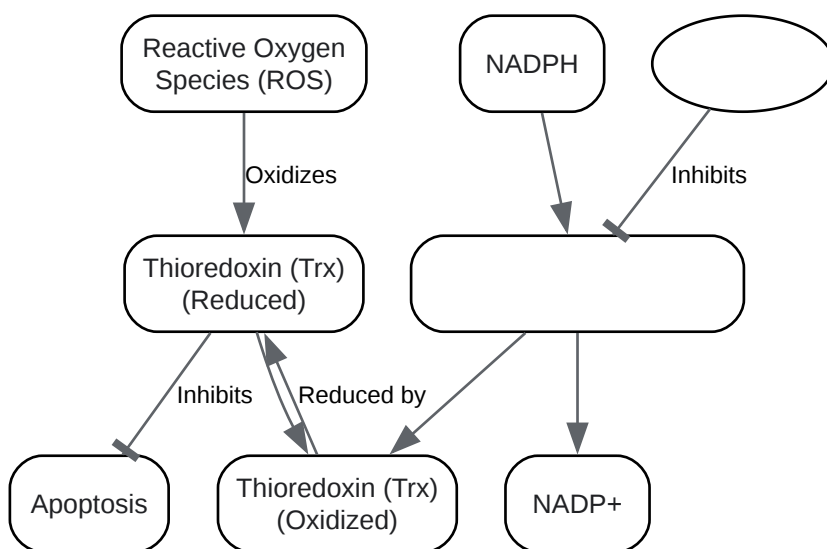 Reactive Oxygen
Species (ROS)
NADPH
Oxidizes
Inhibits
Thioredoxin (Trx)
(Reduced)
Inhibits
Reduced by
Apoptosis
Thioredoxin (Trx)
(Oxidized)
NADP+